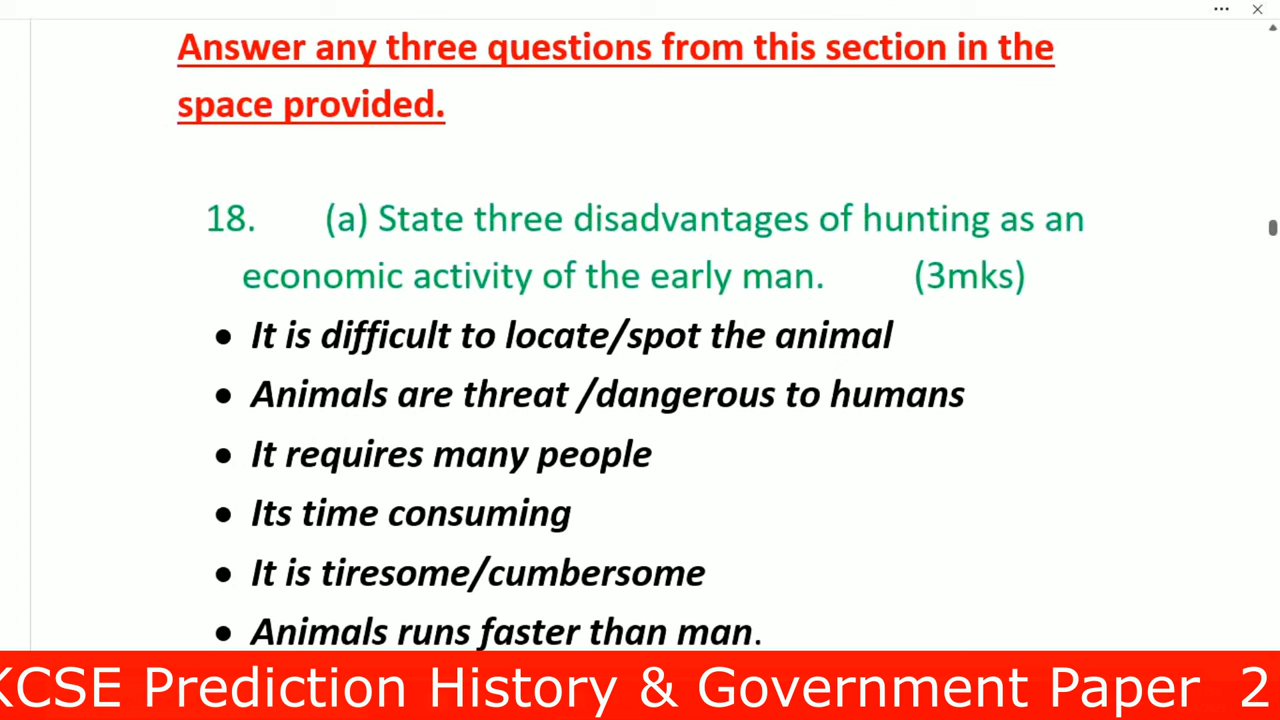 Answer any three questions from this section in the
space provided.
18. (a) State three disadvantages of hunting as an
economic activity of the early man. (3mks)
• It is difficult to locate/spot the animal
• Animals are threat /dangerous to humans
• It requires many people
• Its time consuming
• It is tiresome/cumbersome
• Animals runs faster than man.
KCSE Prediction History & Government Paper 2